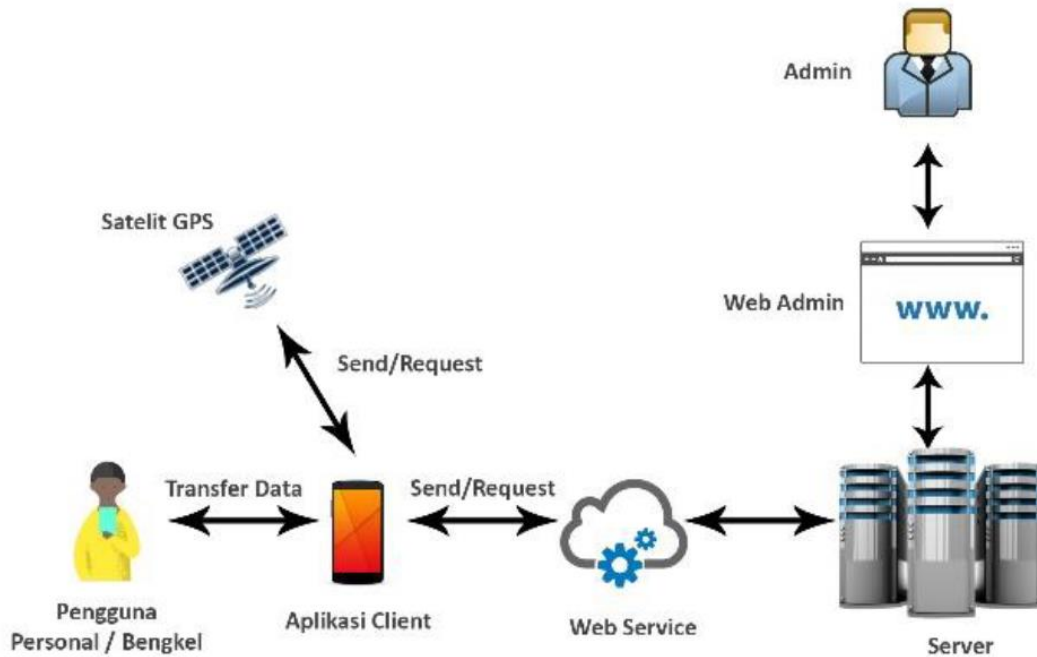 Admin
Satelit GPS
Web Admin
www.
Send/Request
Transfer Data
Send/Request
Pengguna
Personal / Bengkel
Aplikasi Client
Web Service
Server